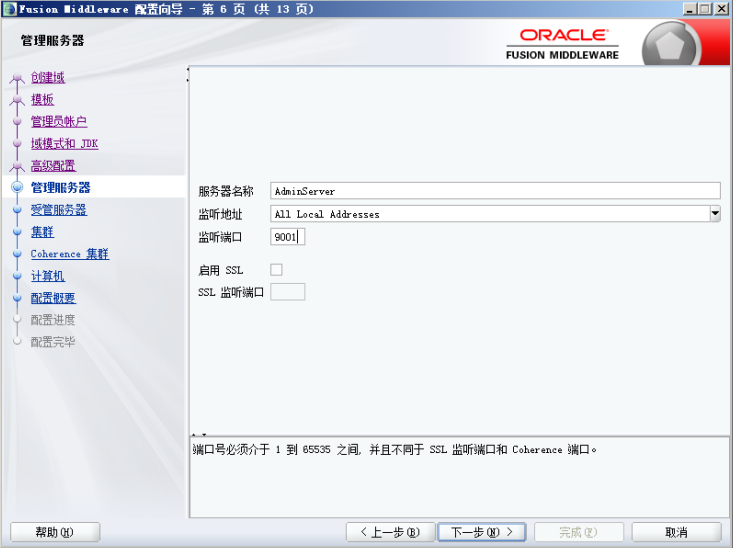 Fusion Middleware 配置向导 - 第 6 页 (共 13 页)
管理服务器
ORACLE
FUSION MIDDLEWARE
创建域
模板
管理员帐户
域模式和 JDK
高级配置
管理服务器
受管服务器
集群
Coherence 集群
计算机
配置概要
配置进度
配置完毕
服务器名称 AdminServer
监听地址 All Local Addresses
监听端口 9001
启用 SSL
SSL 监听端口
端口号必须介于 1 到 65535 之间, 并且不同于 SSL 监听端口和 Coherence 端口。
帮助(H) < 上一步(B) 下一步(N) > 完成(F) 取消